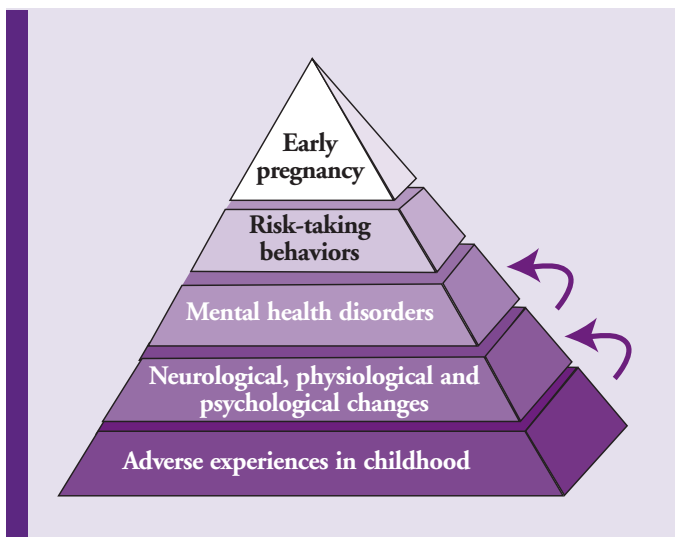 Early
pregnancy
Risk-taking
behaviors
Mental health disorders
Neurological, physiological and
psychological changes
Adverse experiences in childhood